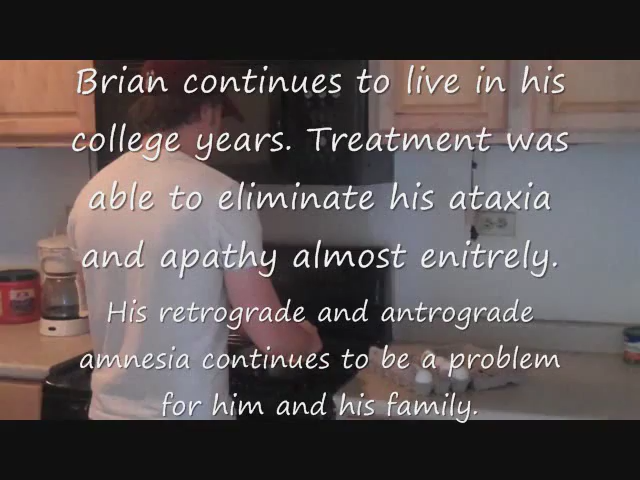 Brian continues to live in his
college years. Treatment was
able to eliminate his ataxia
and apathy almost enitrely.
His retrograde and antrograde
amnesia continues to be a problem
for him and his family.